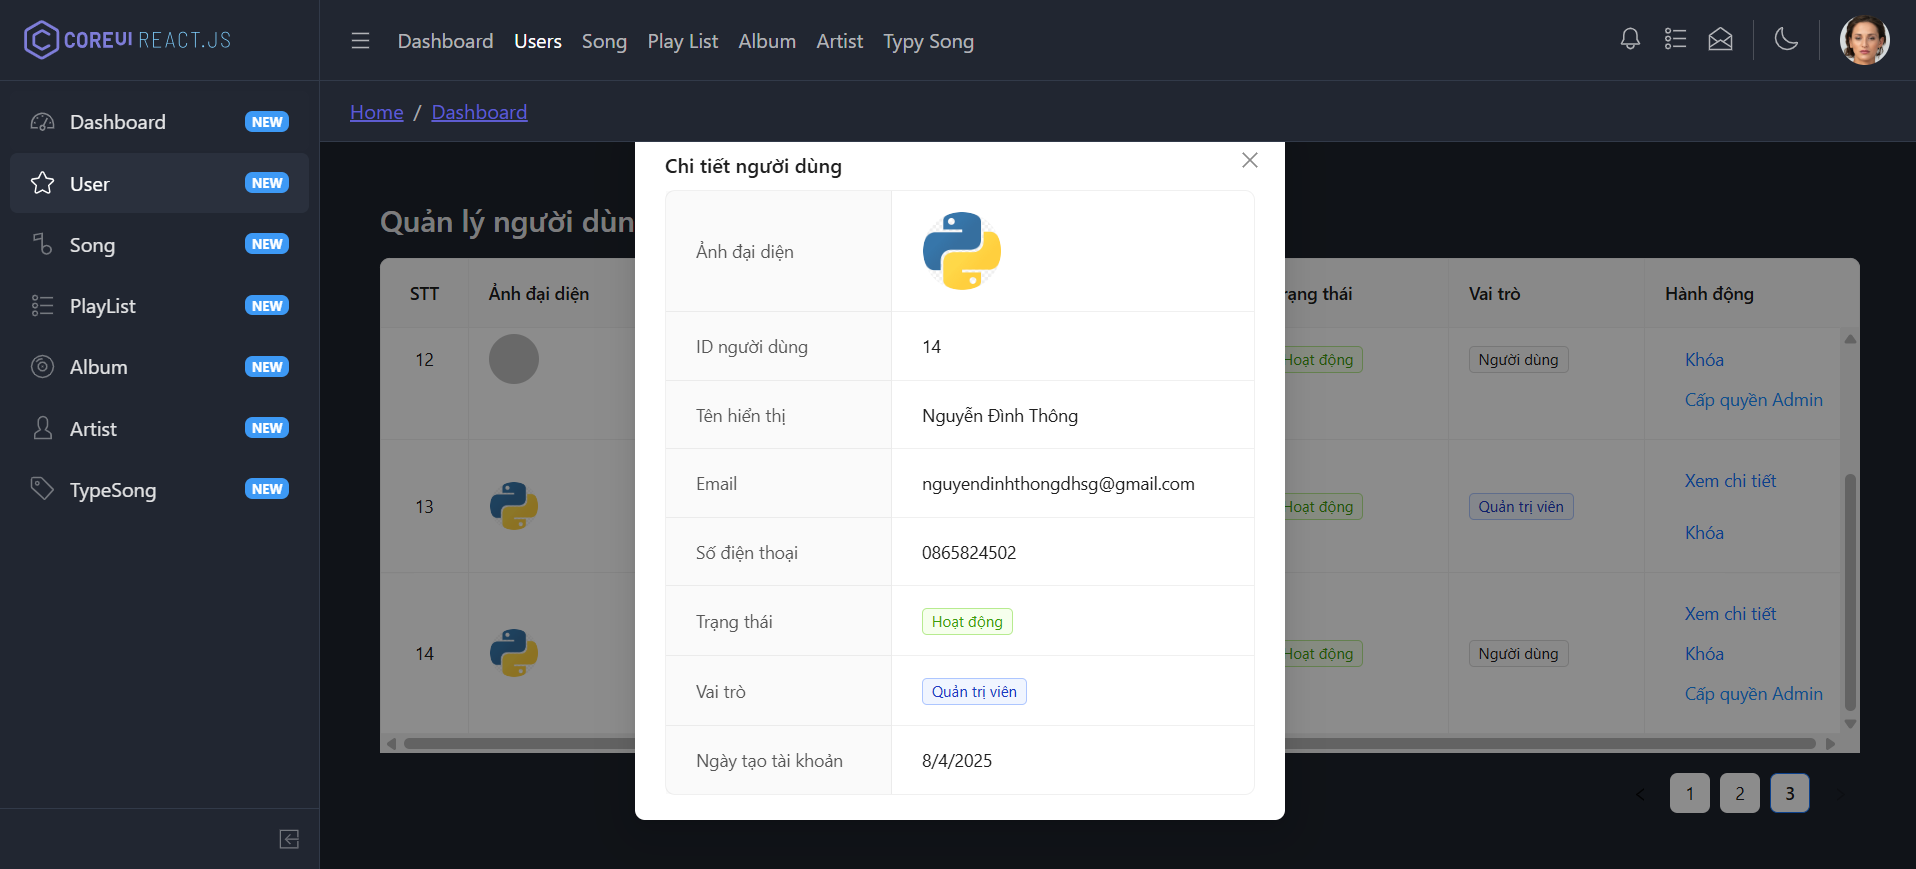 COREUI REACT.JS
Dashboard Users Song Play List Album Artist Typy Song
Home / Dashboard
Dashboard NEW
User NEW
Song NEW
PlayList NEW
Album NEW
Artist NEW
TypeSong NEW
Quản lý người dùn
STT Ảnh đại diện rạng thái Vai trò Hành động
12 Hoạt động Người dùng Khóa
Cấp quyền Admin
13 Hoạt động Quản trị viên Xem chi tiết
Khóa
14 Hoạt động Người dùng Xem chi tiết
Khóa
Cấp quyền Admin
1 2 3
Chi tiết người dùng
Ảnh đại diện
ID người dùng 14
Tên hiển thị Nguyễn Đình Thông
Email nguyendinhthongdhsg@gmail.com
Số điện thoại 0865824502
Trạng thái Hoạt động
Vai trò Quản trị viên
Ngày tạo tài khoản 8/4/2025